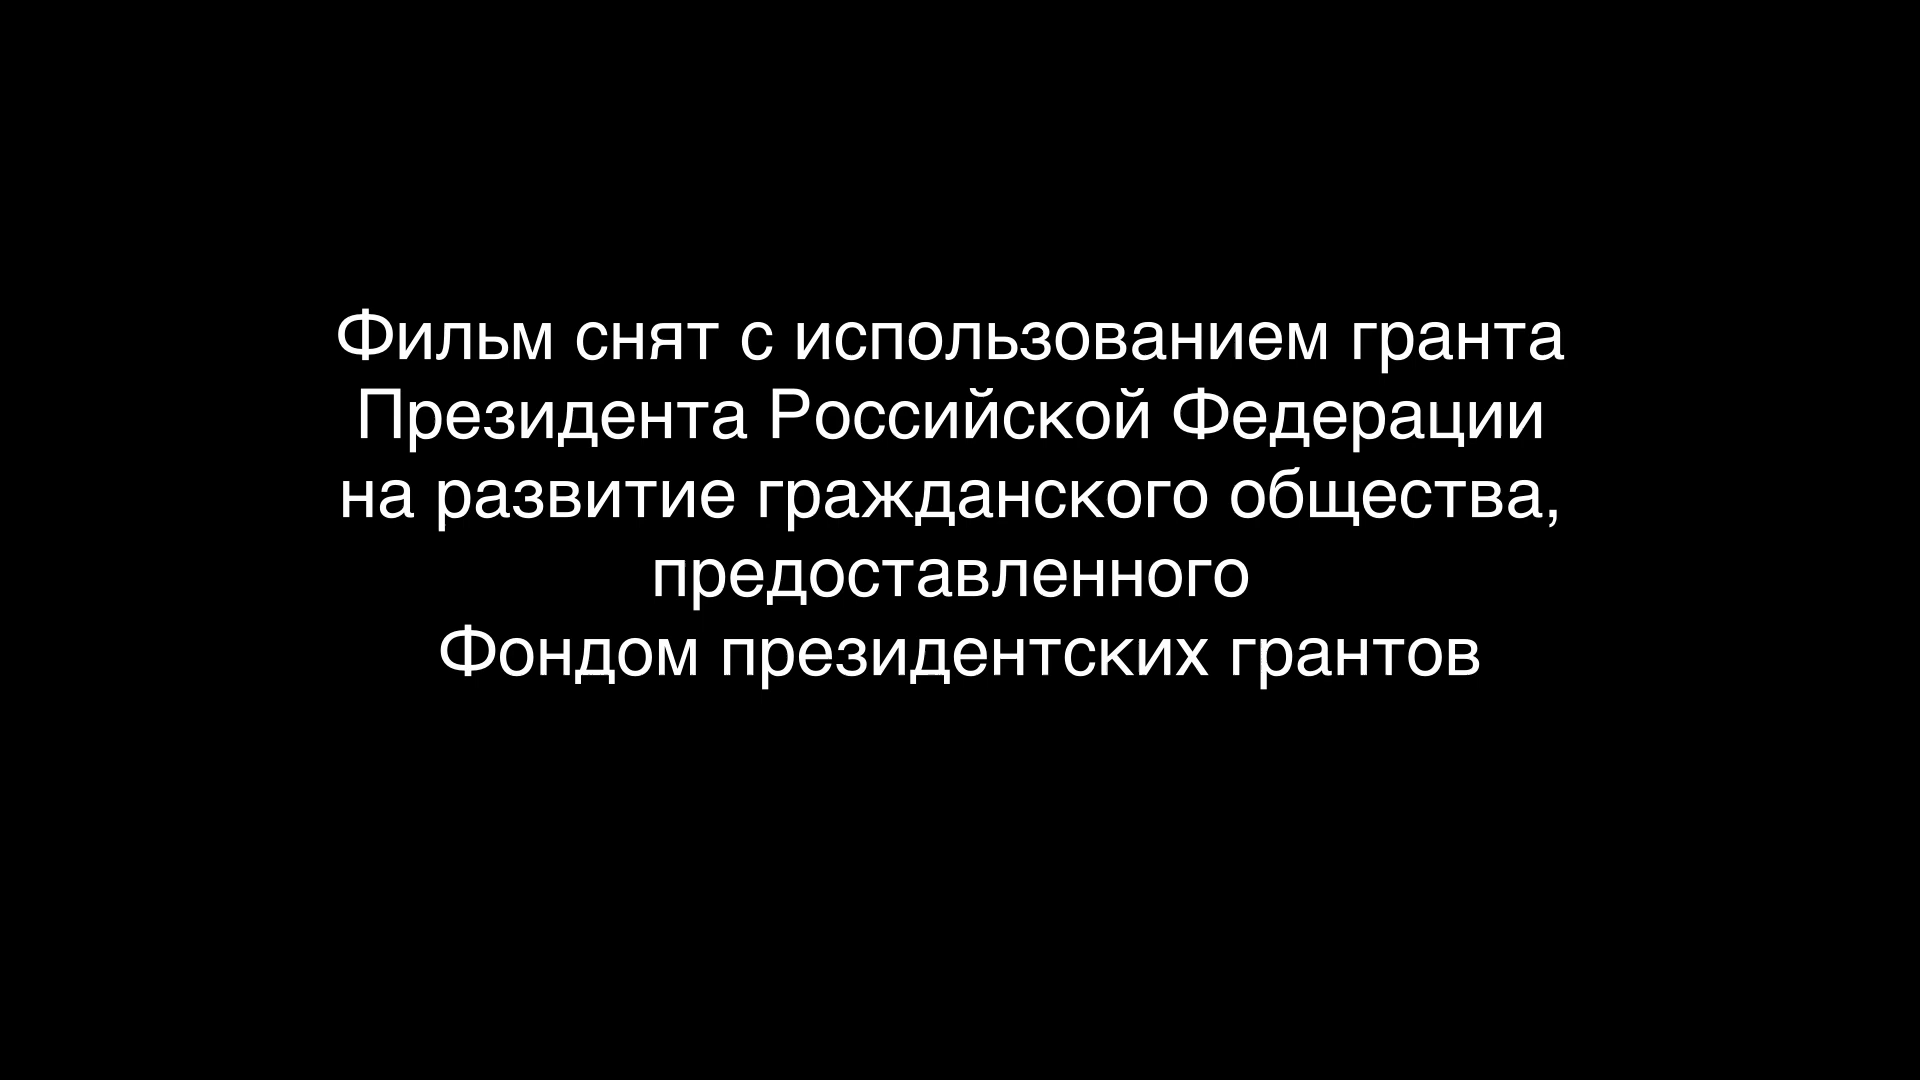 Фильм снят с использованием гранта
Президента Российской Федерации
на развитие гражданского общества,
предоставленного
Фондом президентских грантов